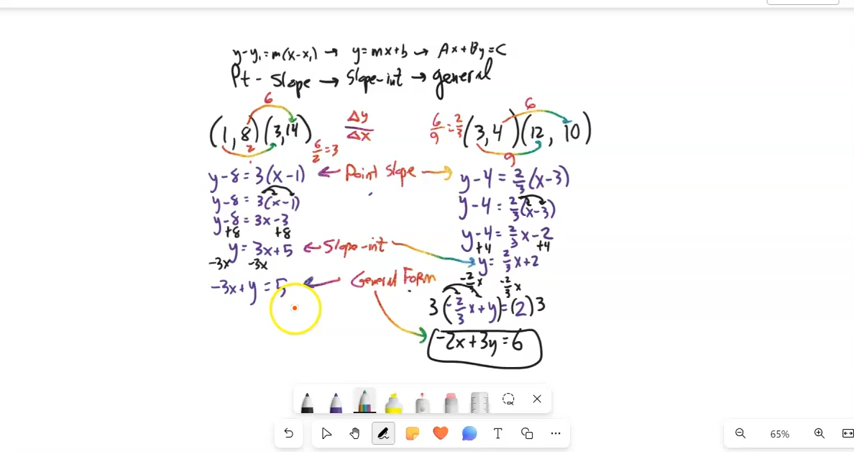 y-y₁=m(x-x₁) → y=mx+b → Ax+By=C
Pt - Slope → Slope-int → general
6
(1, 8) (3, 14)
2
6/2=3
Δy/Δx
6/9=2/3
6
(3, 4) (12, 10)
9
y-8=3(x-1)
← Point Slope →
y-4=2/3(x-3)
y-8=3(x-1)
y-4=2/3(x-3)
y-8=3x-3
+8 +8
y-4=2/3x-2
+4 +4
y=3x+5
← Slope-int
y=2/3x+2
-3x -3x
-2/3x -2/3x
-3x+y=5
← General Form
3(-2/3x+y)=(2)3
-2x+3y=6
T
65%